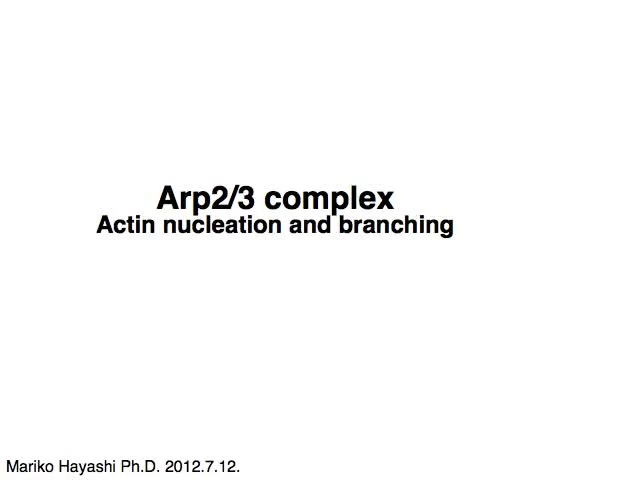 Arp2/3 complex
Actin nucleation and branching
Mariko Hayashi Ph.D. 2012.7.12.